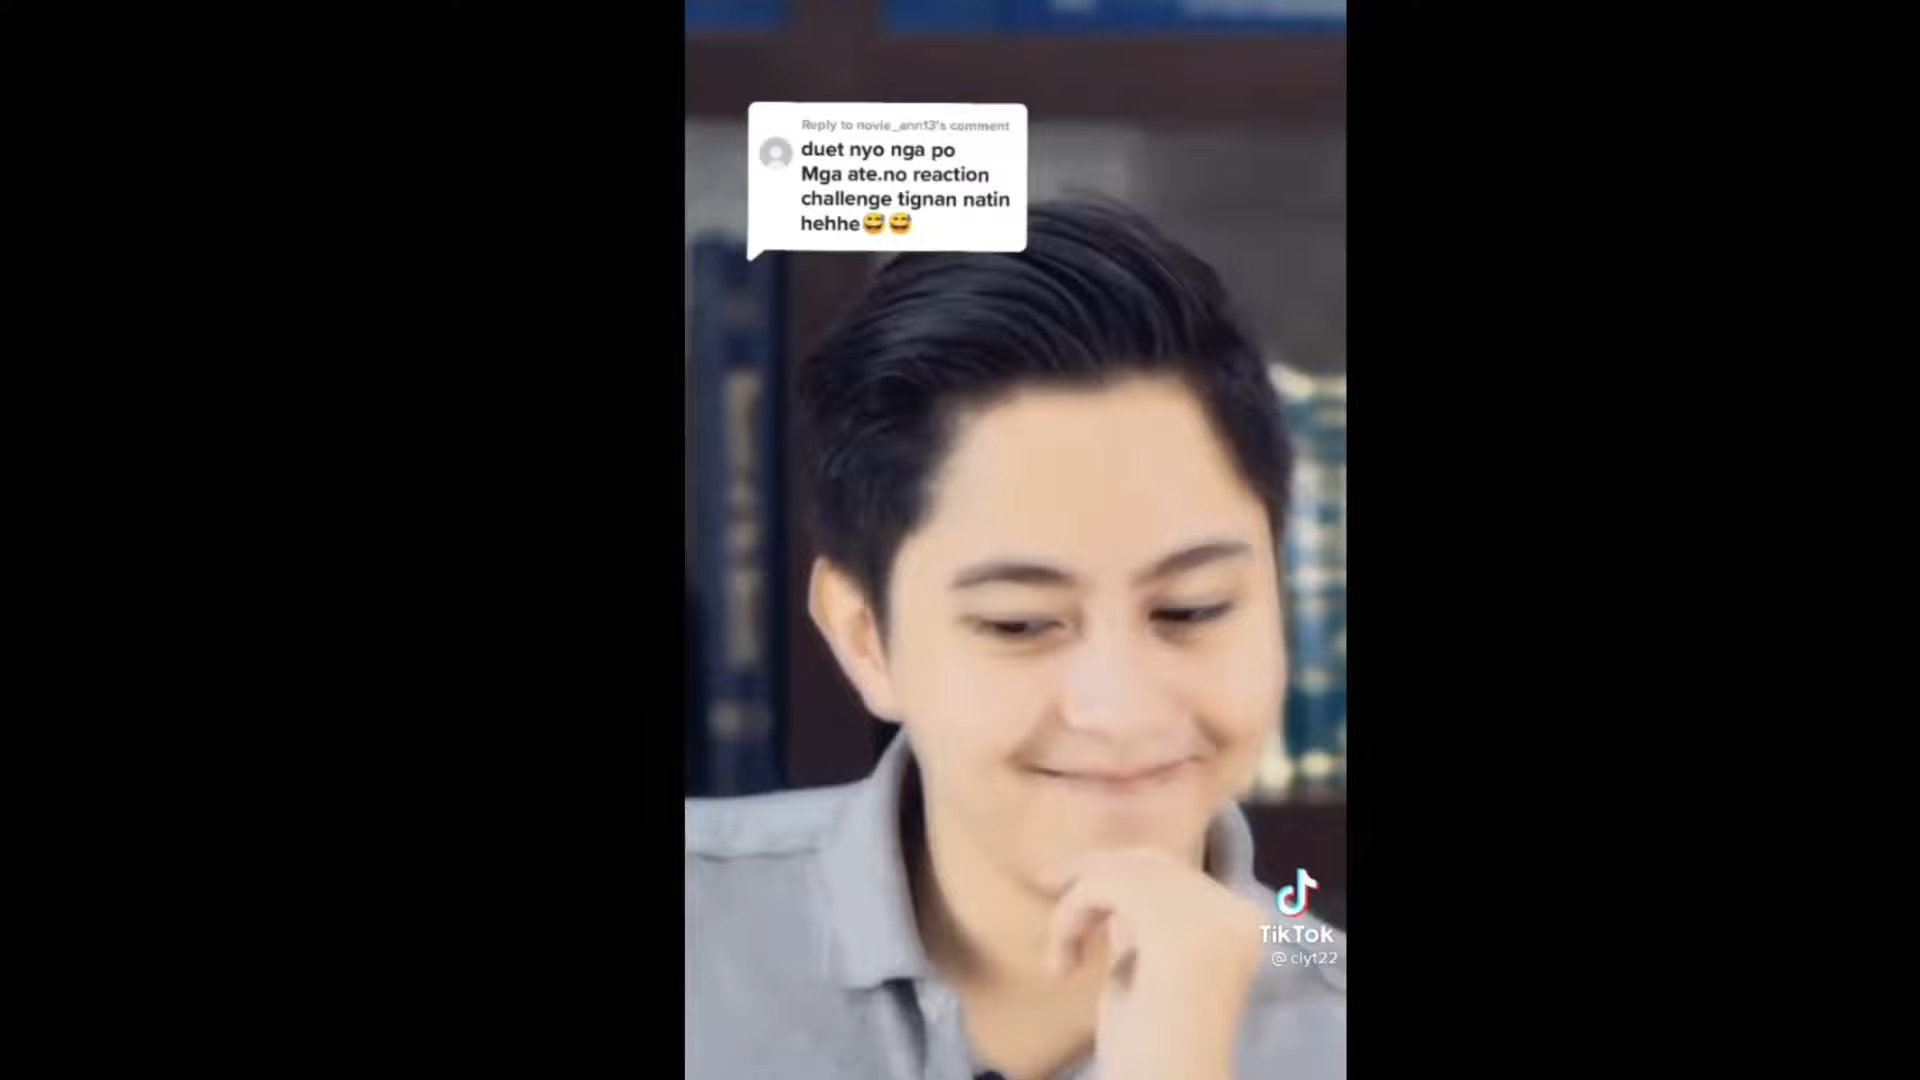 Reply to novie_ann13's comment
duet nyo nga po
Mga ate.no reaction
challenge tignan natin
hehhe😅😅
TikTok
@clyt22